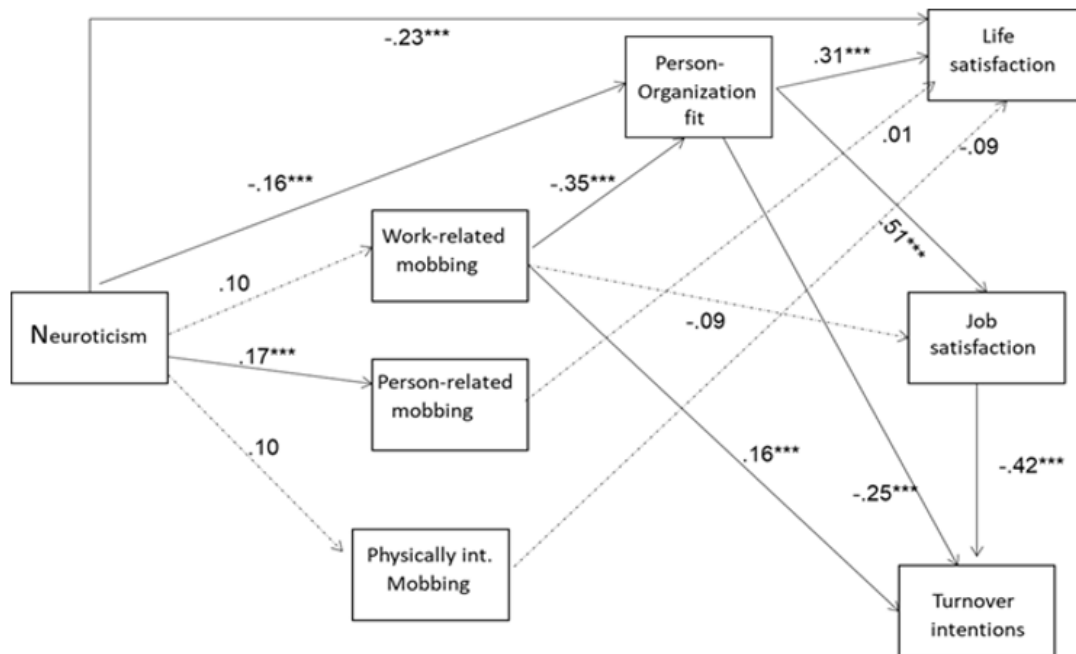 -.23***
Life
satisfaction
Person-
Organization
fit
.31***
.01
-.09
-.16***
-.35***
Work-related
mobbing
.51***
.10
Neuroticism
-.09
Job
satisfaction
.17***
Person-related
mobbing
.10
.16***
-.42***
-.25***
Physically int.
Mobbing
Turnover
intentions